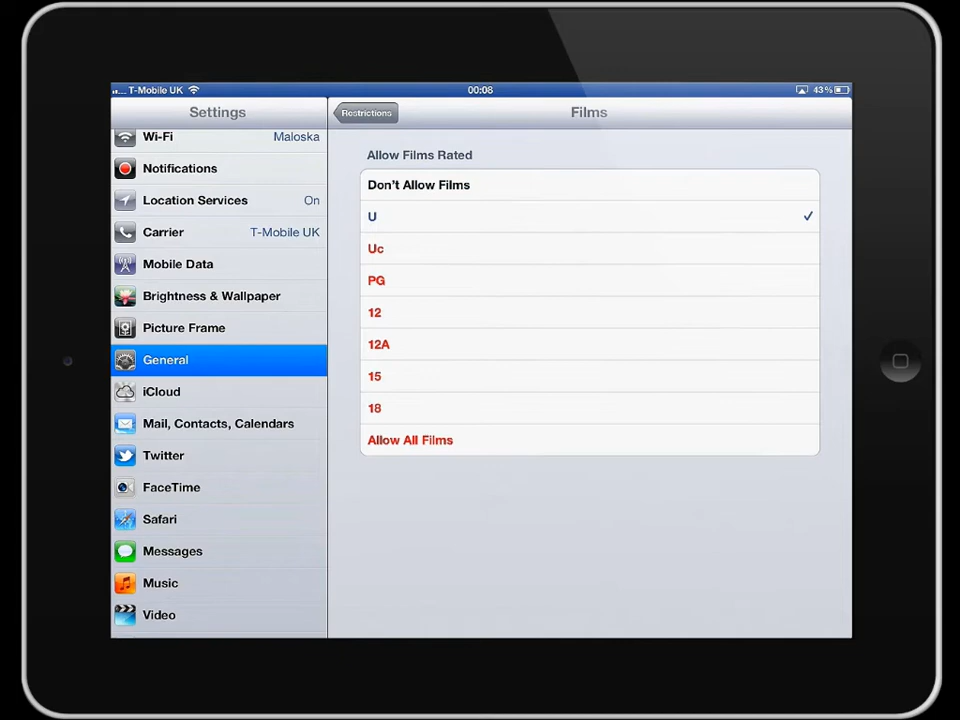 T-Mobile UK
00:08
43%
Settings
Restrictions
Films
Wi-Fi Maloska
Notifications
Location Services On
Carrier T-Mobile UK
Mobile Data
Brightness & Wallpaper
Picture Frame
General
iCloud
Mail, Contacts, Calendars
Twitter
FaceTime
Safari
Messages
Music
Video
Allow Films Rated
Don't Allow Films
U
Uc
PG
12
12A
15
18
Allow All Films